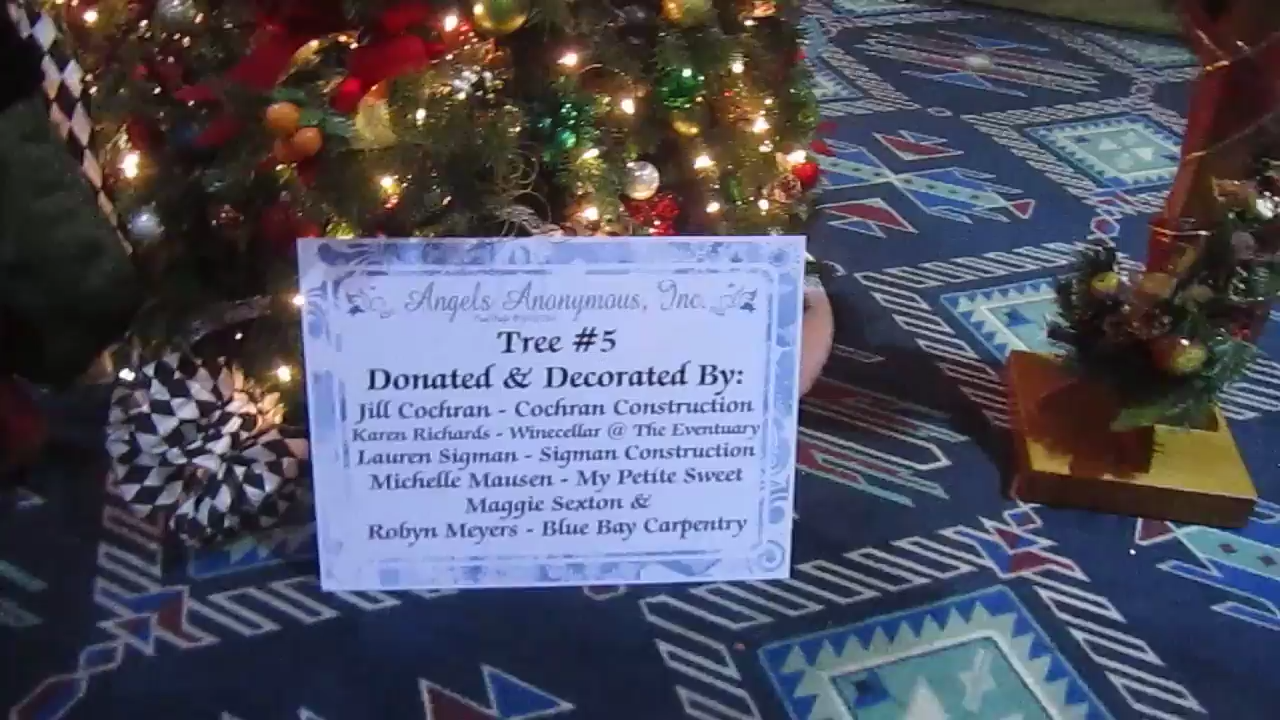 Angels Anonymous, Inc.
Tree #5
Donated & Decorated By:
Jill Cochran - Cochran Construction
Karen Richards - Winecellar @ The Eventuary
Lauren Sigman - Sigman Construction
Michelle Mausen - My Petite Sweet
Maggie Sexton &
Robyn Meyers - Blue Bay Carpentry